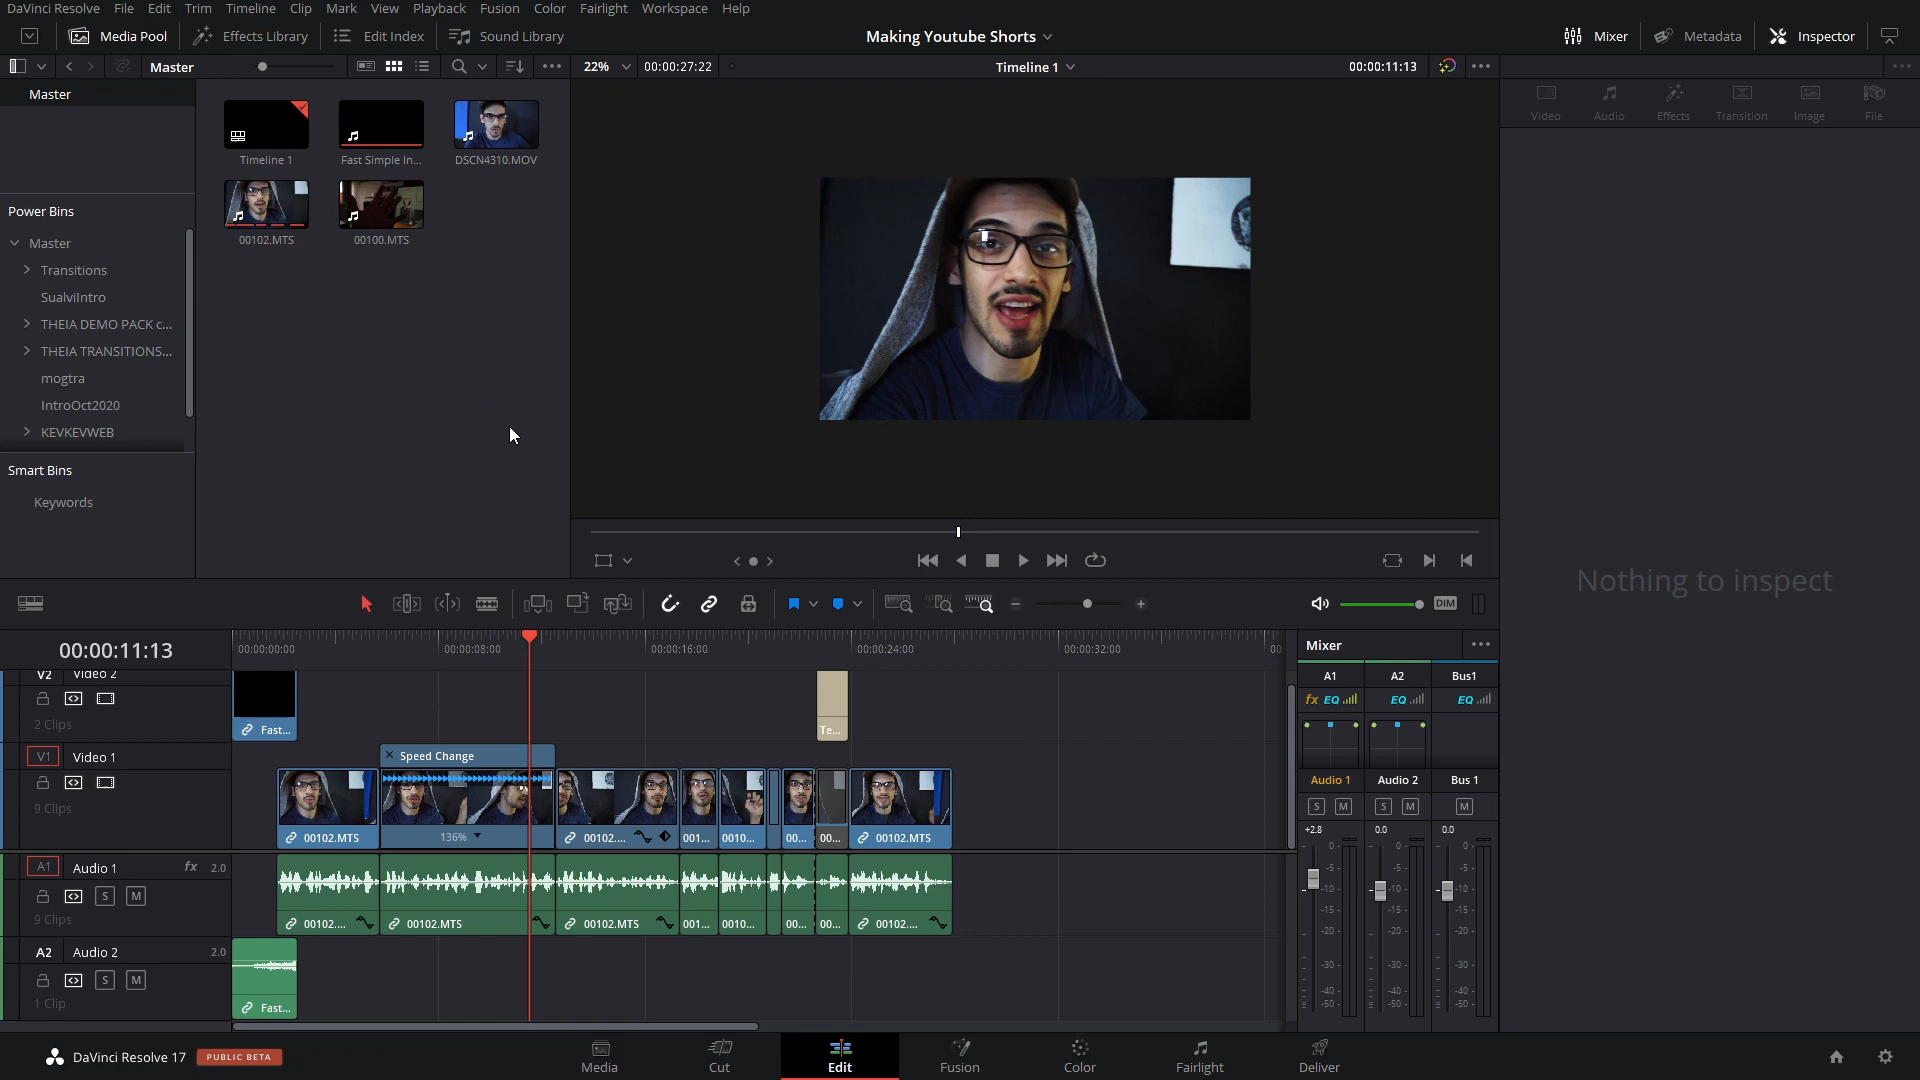 DaVinci Resolve File Edit Trim Timeline Clip Mark View Playback Fusion Color Fairlight Workspace Help
Media Pool Effects Library Edit Index Sound Library Making Youtube Shorts Mixer Metadata Inspector
Master 22% 00:00:27:22 Timeline 1 00:00:11:13
Master
Video Audio Effects Transition Image File
Timeline 1 Fast Simple In... DSCN4310.MOV
00102.MTS 00100.MTS
Power Bins
Master
Transitions
SualviIntro
THEIA DEMO PACK c...
THEIA TRANSITIONS...
mogtra
IntroOct2020
KEVKEVWEB
Smart Bins
Keywords
Nothing to inspect
DIM
00:00:11:13 00:00:00:00 00:00:08:00 00:00:16:00 00:00:24:00 00:00:32:00 00:
V2 Video 2
2 Clips
Fast... Te...
V1 Video 1
9 Clips
Speed Change
00102.MTS 136% 00102.... 001... 0010... 00... 00... 00102.MTS
A1 Audio 1 fx 2.0
S M
9 Clips
00102.... 00102.MTS 00102.MTS 001... 0010... 00... 00... 00102....
A2 Audio 2 2.0
S M
1 Clip
Fast...
Mixer
A1 A2 Bus1
fx EQ EQ EQ
Audio 1 Audio 2 Bus 1
S M S M M
+2.8 0.0 0.0
0- 0- 0-
-5- -5- -5-
-10- -10- -10-
-15- -15- -15-
-20- -20- -20-
-30- -30- -30-
-40- -40- -40-
-50- -50- -50-
DaVinci Resolve 17 PUBLIC BETA
Media Cut Edit Fusion Color Fairlight Deliver